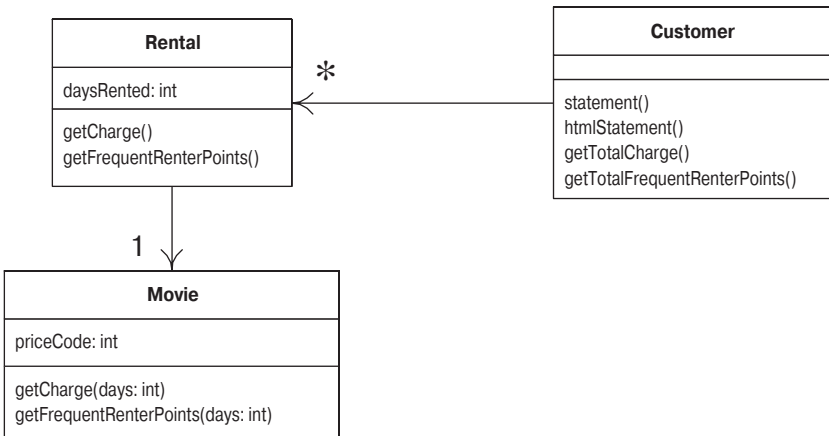 Rental
daysRented: int
getCharge()
getFrequentRenterPoints()
*
Customer
statement()
htmlStatement()
getTotalCharge()
getTotalFrequentRenterPoints()
1
Movie
priceCode: int
getCharge(days: int)
getFrequentRenterPoints(days: int)